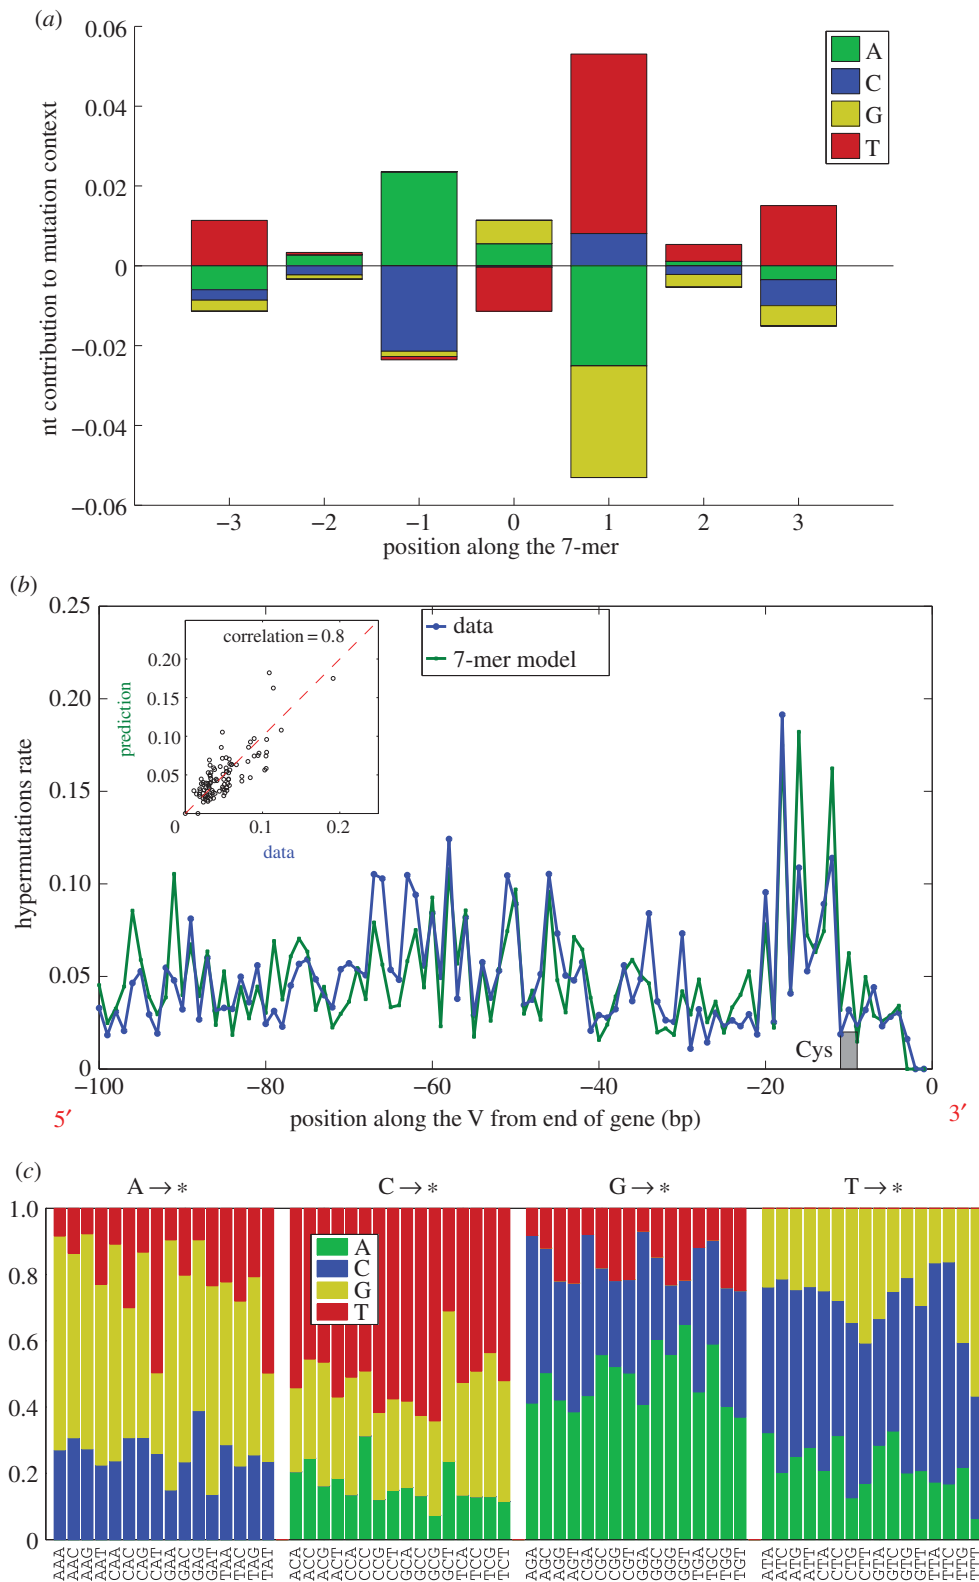 (a)
0.06
0.04
0.02
0
−0.02
−0.04
−0.06
nt contribution to mutation context
A
C
G
T
−3 −2 −1 0 1 2 3
position along the 7-mer
(b)
0.25
0.20
0.15
0.10
0.05
0
hypermutations rate
correlation = 0.8
0.20
0.15
0.10
0.05
0 0.1 0.2
prediction
data
data
7-mer model
Cys
−100 −80 −60 −40 −20 0
5′ position along the V from end of gene (bp) 3′
(c)
A → * C → * G → * T → *
1.0
0.8
0.6
0.4
0.2
0
A
C
G
T
AAA AAC AAG AAT CAA CAC CAG CAT GAA GAC GAG GAT TAA TAC TAG TAT
ACA ACC ACG ACT CCA CCC CCG CCT GCA GCC GCG GCT TCA TCC TCG TCT
AGA AGC AGG AGT CGA CGC CGG CGT GGA GGC GGG GGT TGA TGC TGG TGT
ATA ATC ATG ATT CTA CTC CTG CTT GTA GTC GTG GTT TTA TTC TTG TTT